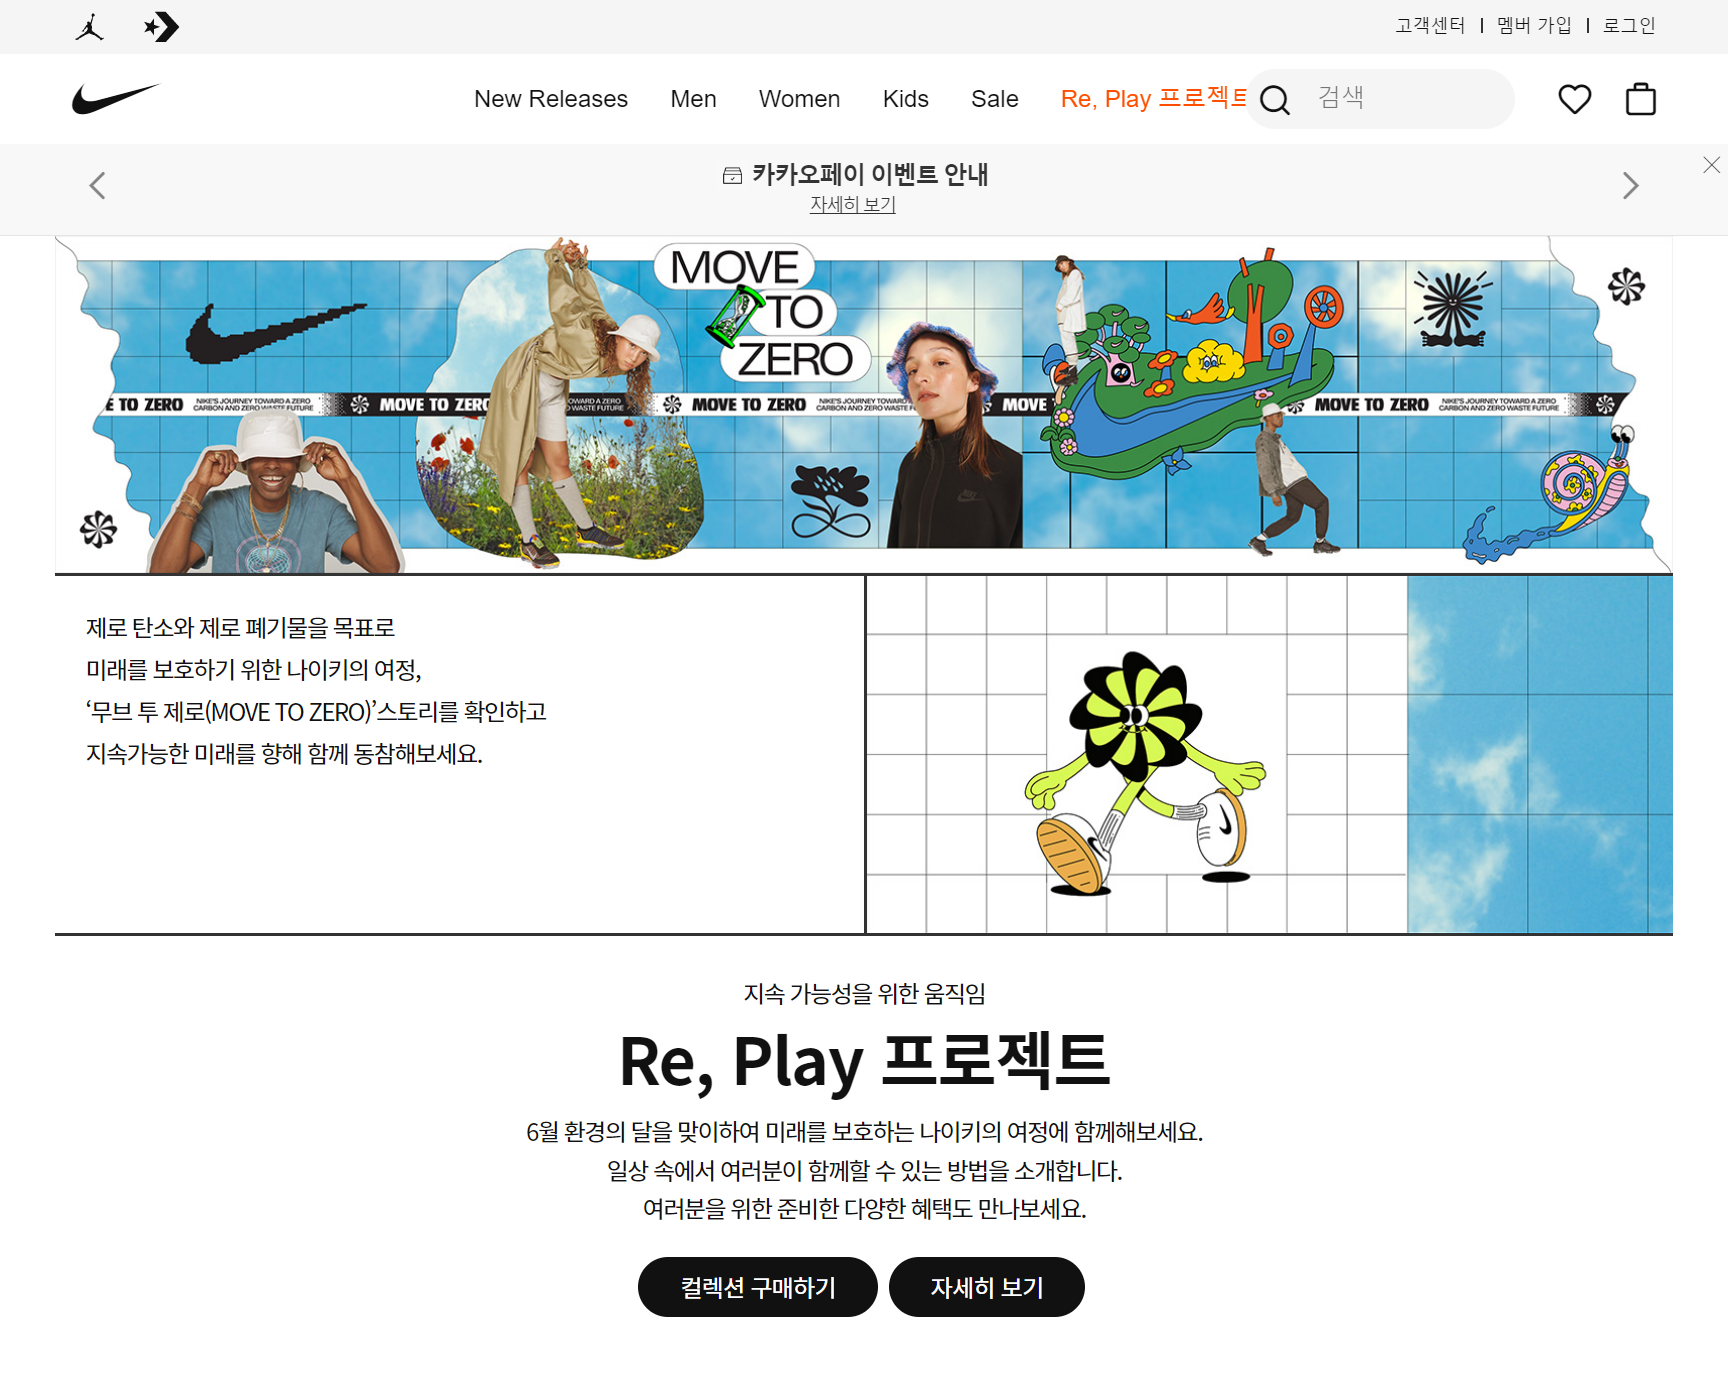 고객센터 멤버 가입 로그인
New Releases Men Women Kids Sale Re, Play 프로젝트 검색
카카오페이 이벤트 안내
자세히 보기
MOVE
TO
ZERO
E TO ZERO NIKE'S JOURNEY TOWARD A ZERO CARBON AND ZERO WASTE FUTURE MOVE TO ZERO TOWARD A ZERO WASTE FUTURE MOVE TO ZERO NIKE'S JOURNEY TOWARD A ZERO CARBON AND ZERO WASTE F MOVE MOVE TO ZERO NIKE'S JOURNEY TOWARD A ZERO CARBON AND ZERO WASTE FUTURE
제로 탄소와 제로 폐기물을 목표로
미래를 보호하기 위한 나이키의 여정,
‘무브 투 제로(MOVE TO ZERO)’스토리를 확인하고
지속가능한 미래를 향해 함께 동참해보세요.
지속 가능성을 위한 움직임
Re, Play 프로젝트
6월 환경의 달을 맞이하여 미래를 보호하는 나이키의 여정에 함께해보세요.
일상 속에서 여러분이 함께할 수 있는 방법을 소개합니다.
여러분을 위한 준비한 다양한 혜택도 만나보세요.
컬렉션 구매하기 자세히 보기